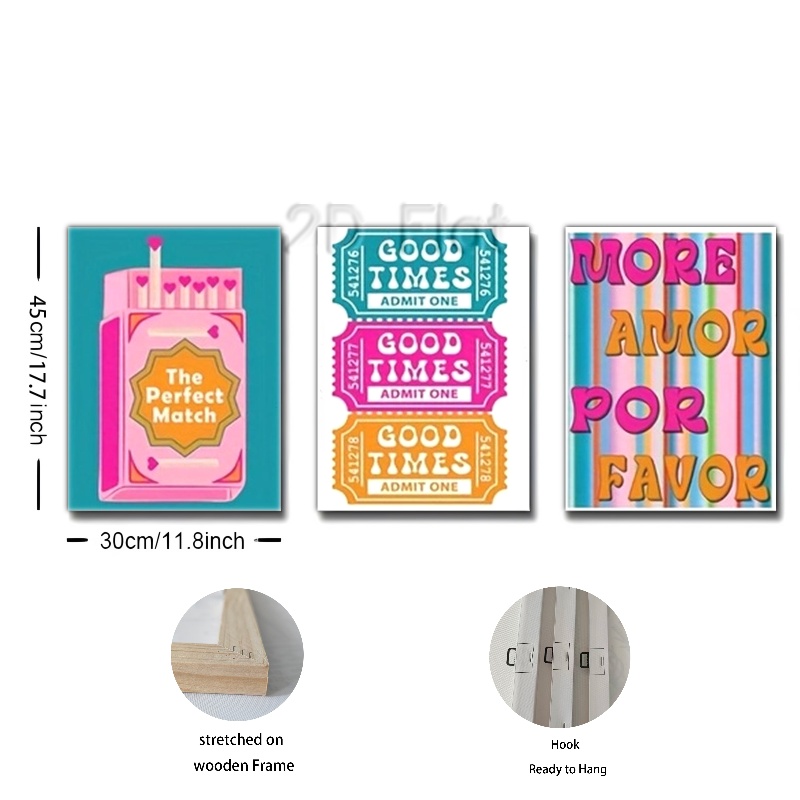 2D Flat
45cm/17.7inch
The
Perfect
Match
541276
GOOD
TIMES
ADMIT ONE
541276
541277
GOOD
TIMES
ADMIT ONE
541277
541278
GOOD
TIMES
ADMIT ONE
541278
MORE
AMOR
POR
FAVOR
30cm/11.8inch
stretched on
wooden Frame
Hook
Ready to Hang